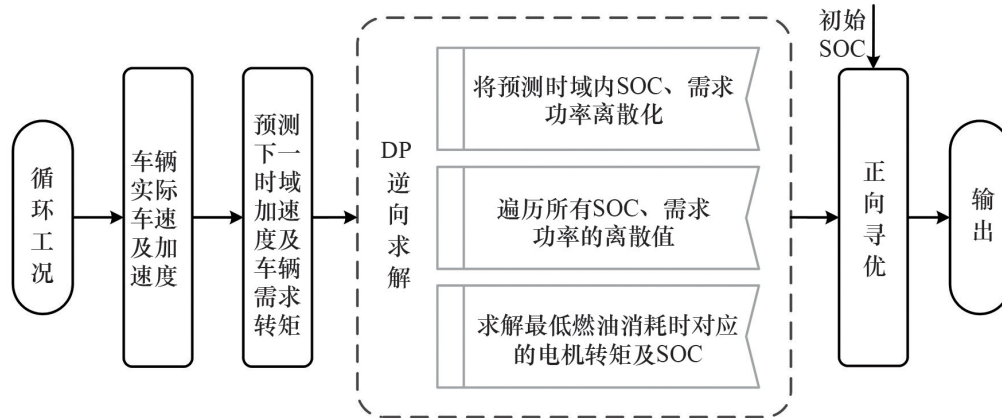 循
环
工
况
车辆
实际
车速
及加
速度
预测
下一
时域
加速
度及
车辆
需求
转矩
DP
逆
向
求
解
将预测时域内SOC、需求
功率离散化
遍历所有SOC、需求
功率的离散值
求解最低燃油消耗时对应
的电机转矩及SOC
初始
SOC
正
向
寻
优
输
出